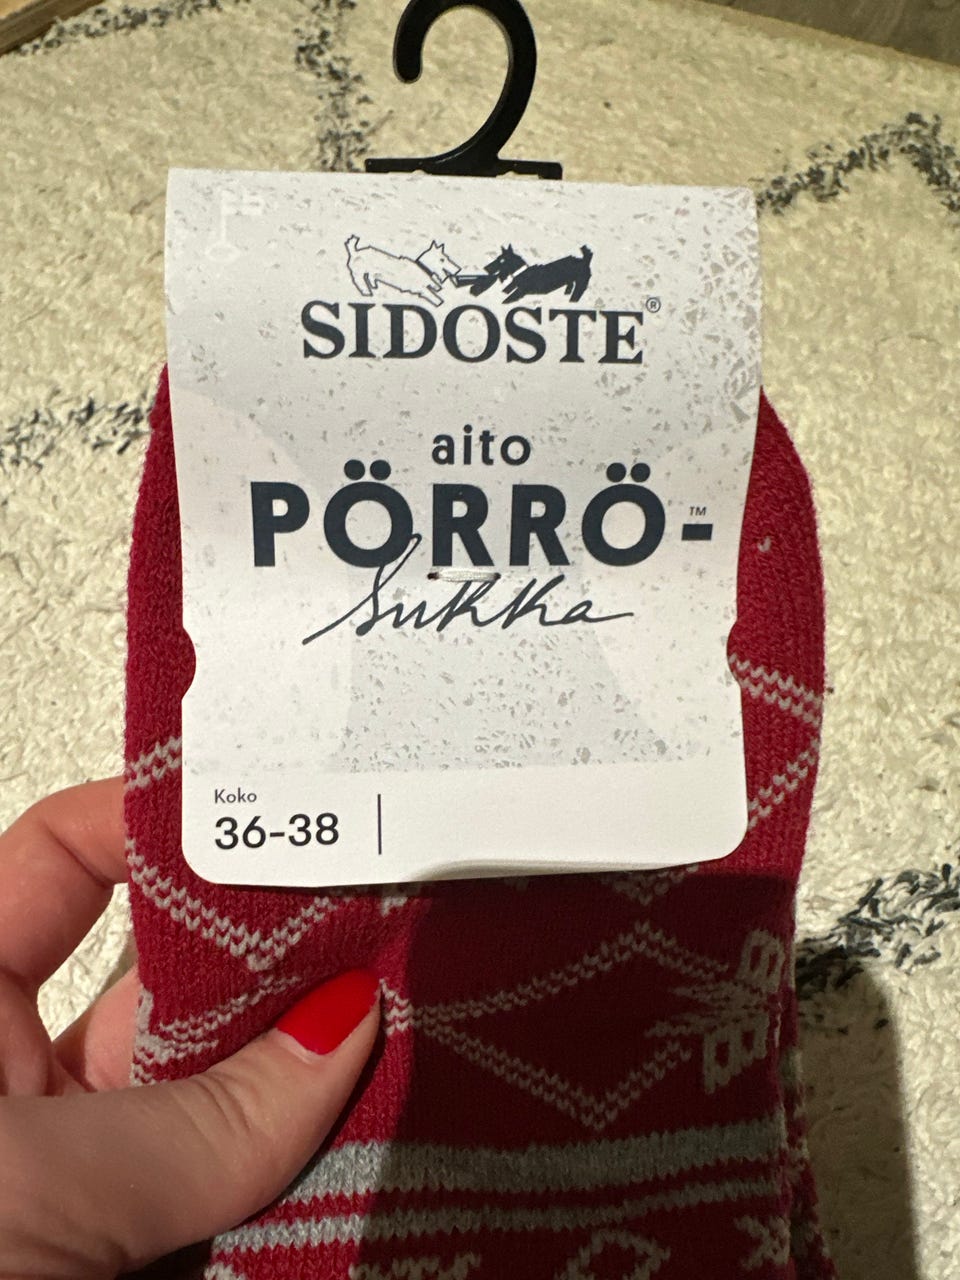 SIDOSTE®
aito
PÖRRÖ-™
Sukka
Koko
36-38